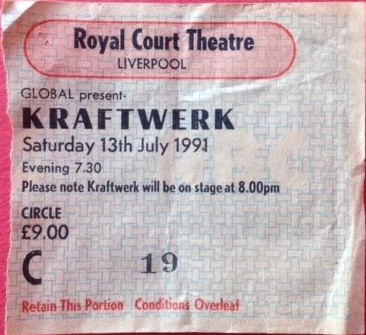 Royal Court Theatre
LIVERPOOL
GLOBAL present-
KRAFTWERK
Saturday 13th July 1991
Evening 7.30
Please note Kraftwerk will be on stage at 8.00pm
CIRCLE
£9.00
C 19
Retain This Portion Conditions Overleaf